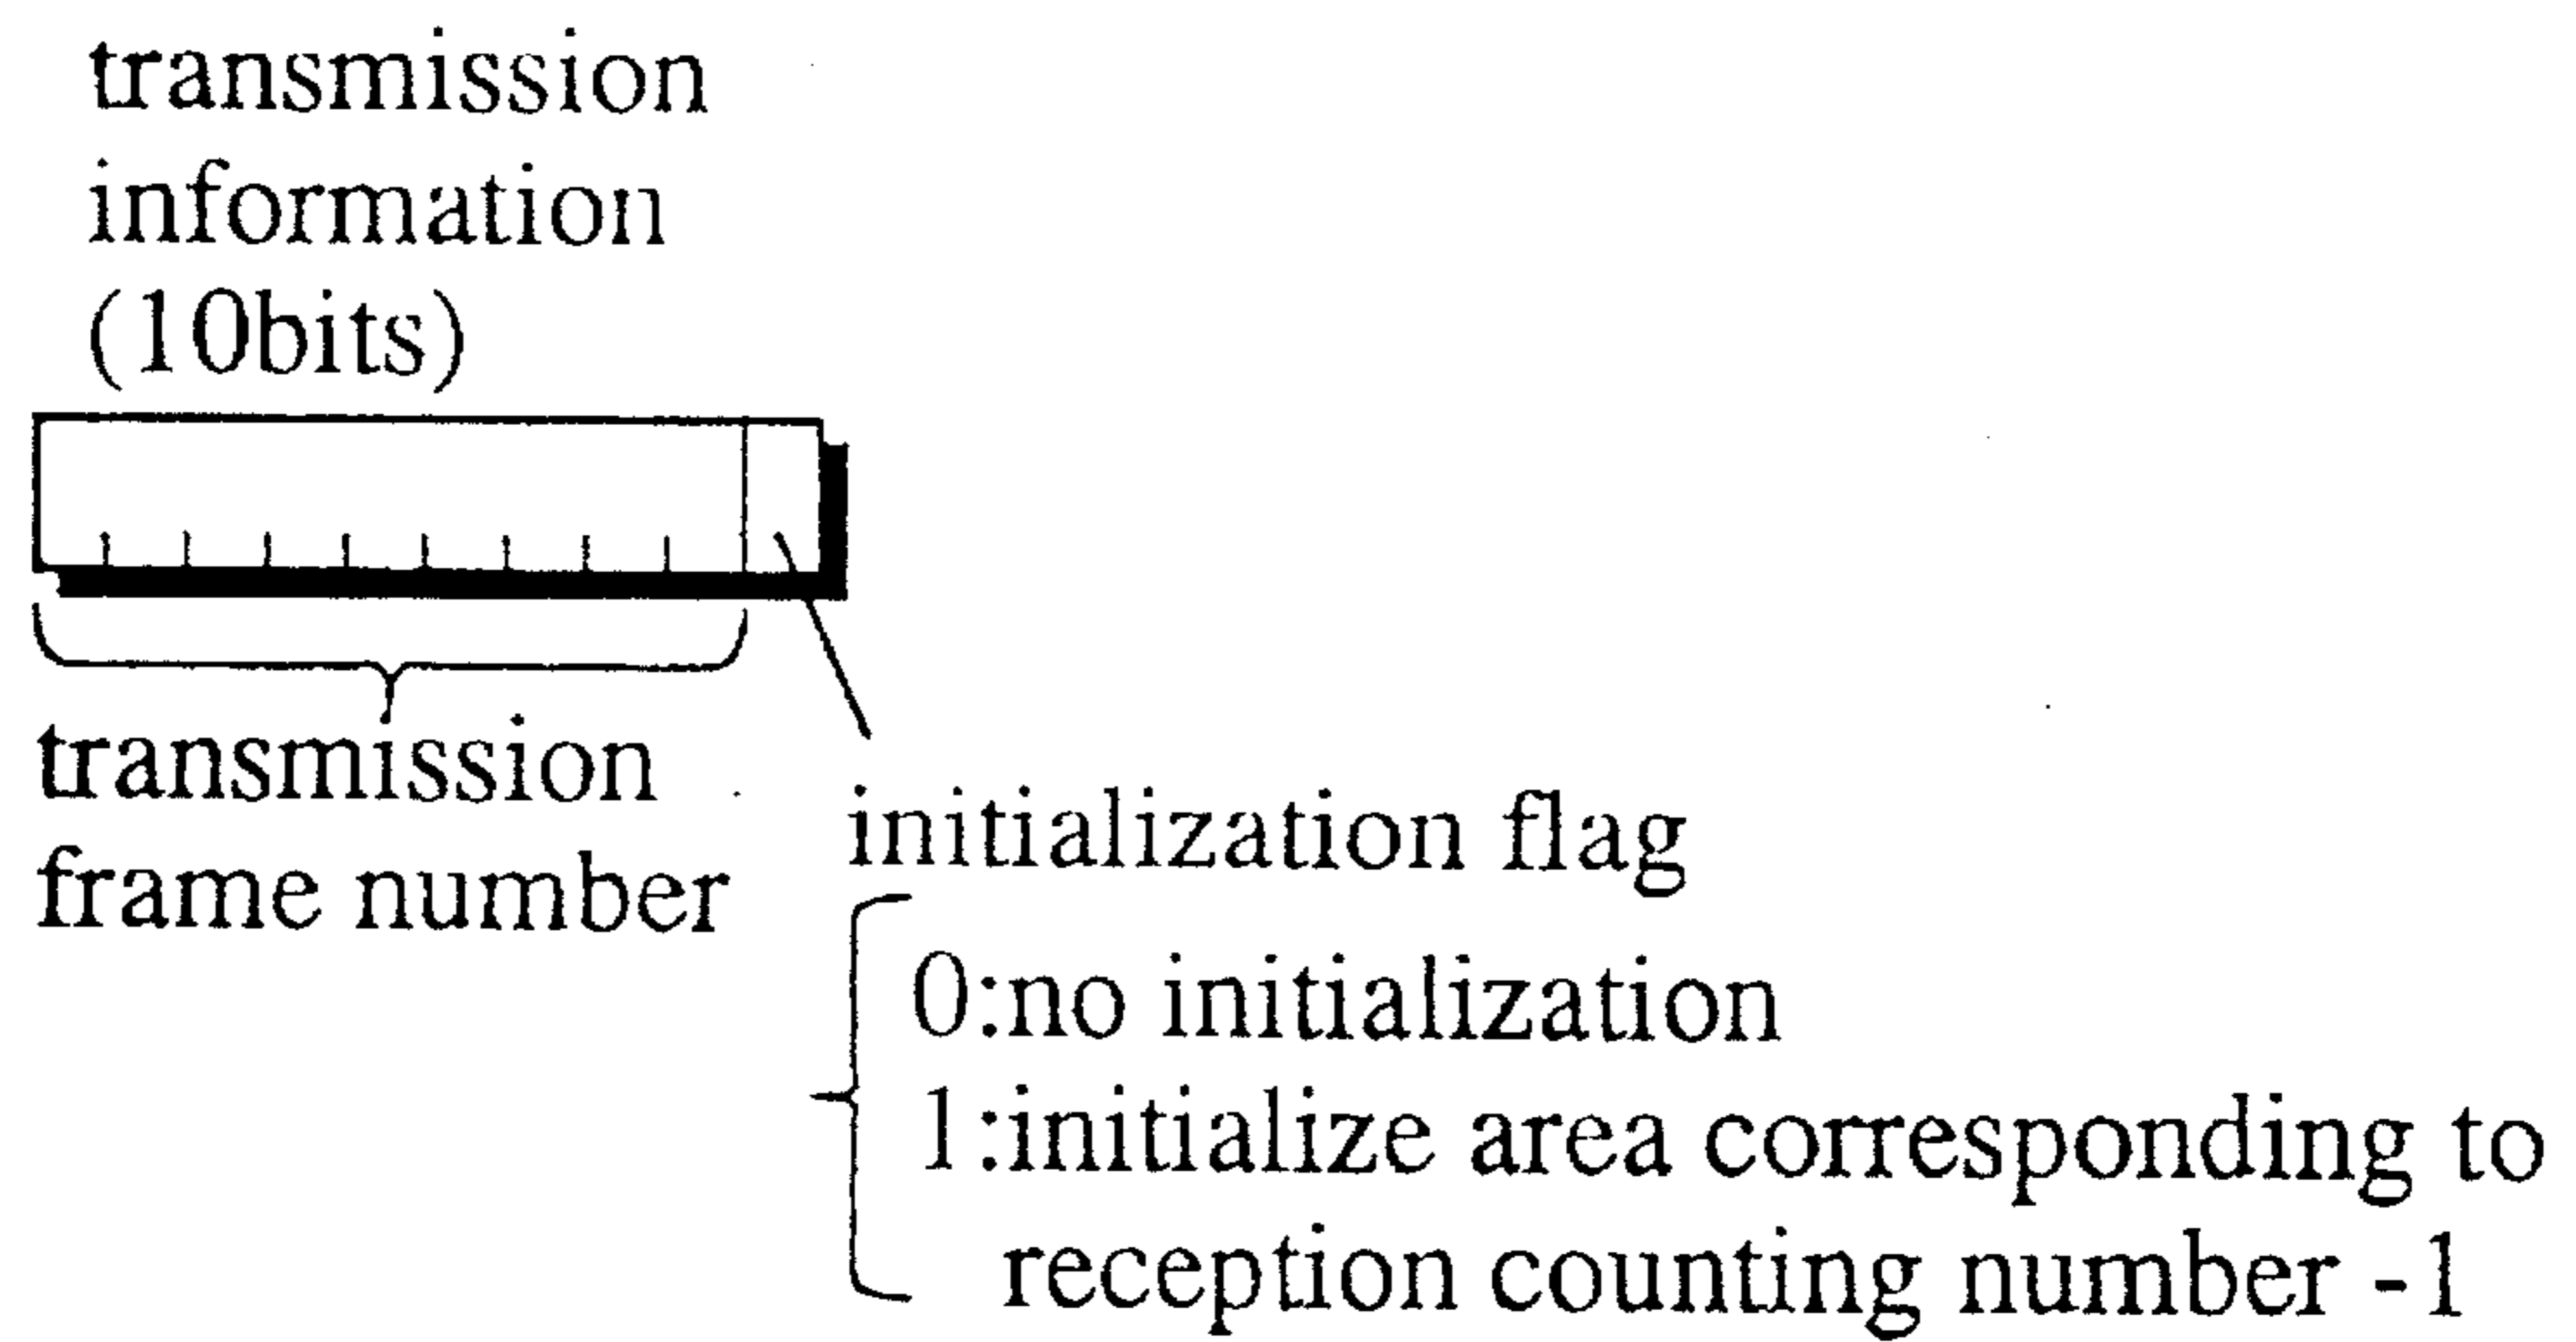 transmission
information
(10bits)
transmission
frame number
initialization flag
0:no initialization
1:initialize area corresponding to
reception counting number -1